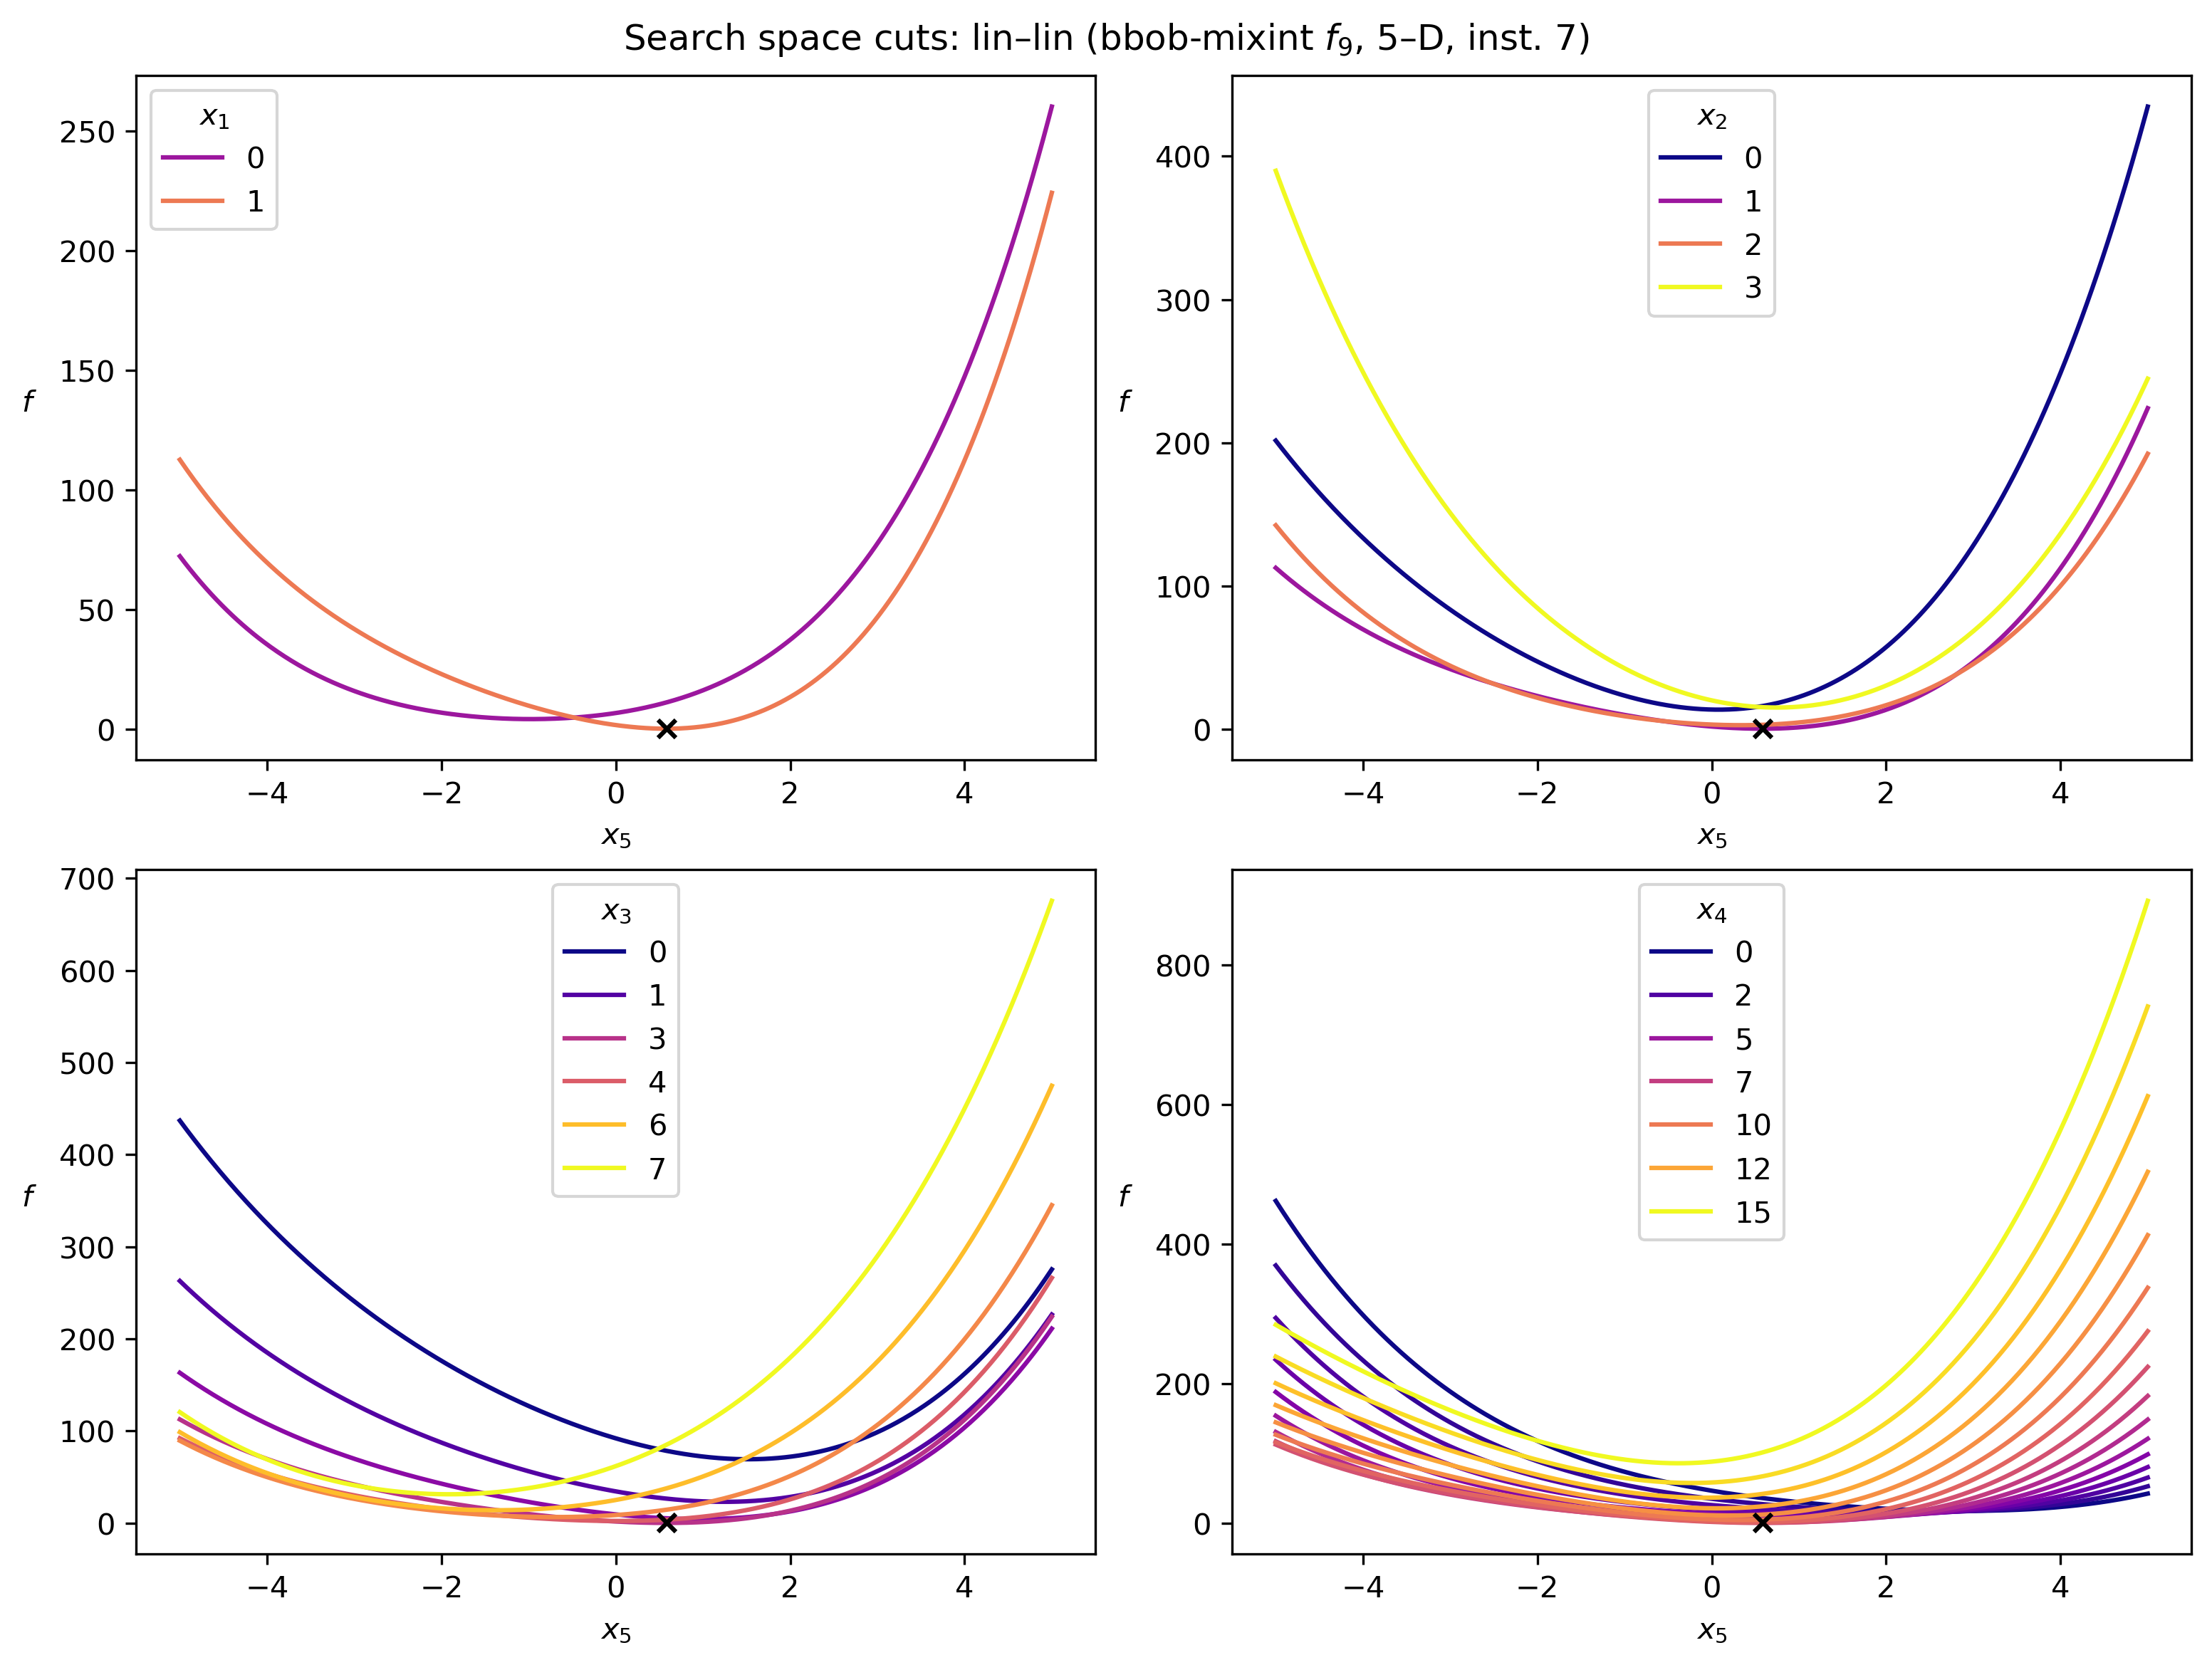 Search space cuts: lin–lin (bbob-mixint f₉, 5–D, inst. 7)
x₁
0
1
250
200
150
100
50
0
f
−4 −2 0 2 4
x₅
x₂
0
1
2
3
400
300
200
100
0
f
−4 −2 0 2 4
x₅
x₃
0
1
3
4
6
7
700
600
500
400
300
200
100
0
f
−4 −2 0 2 4
x₅
x₄
0
2
5
7
10
12
15
800
600
400
200
0
f
−4 −2 0 2 4
x₅